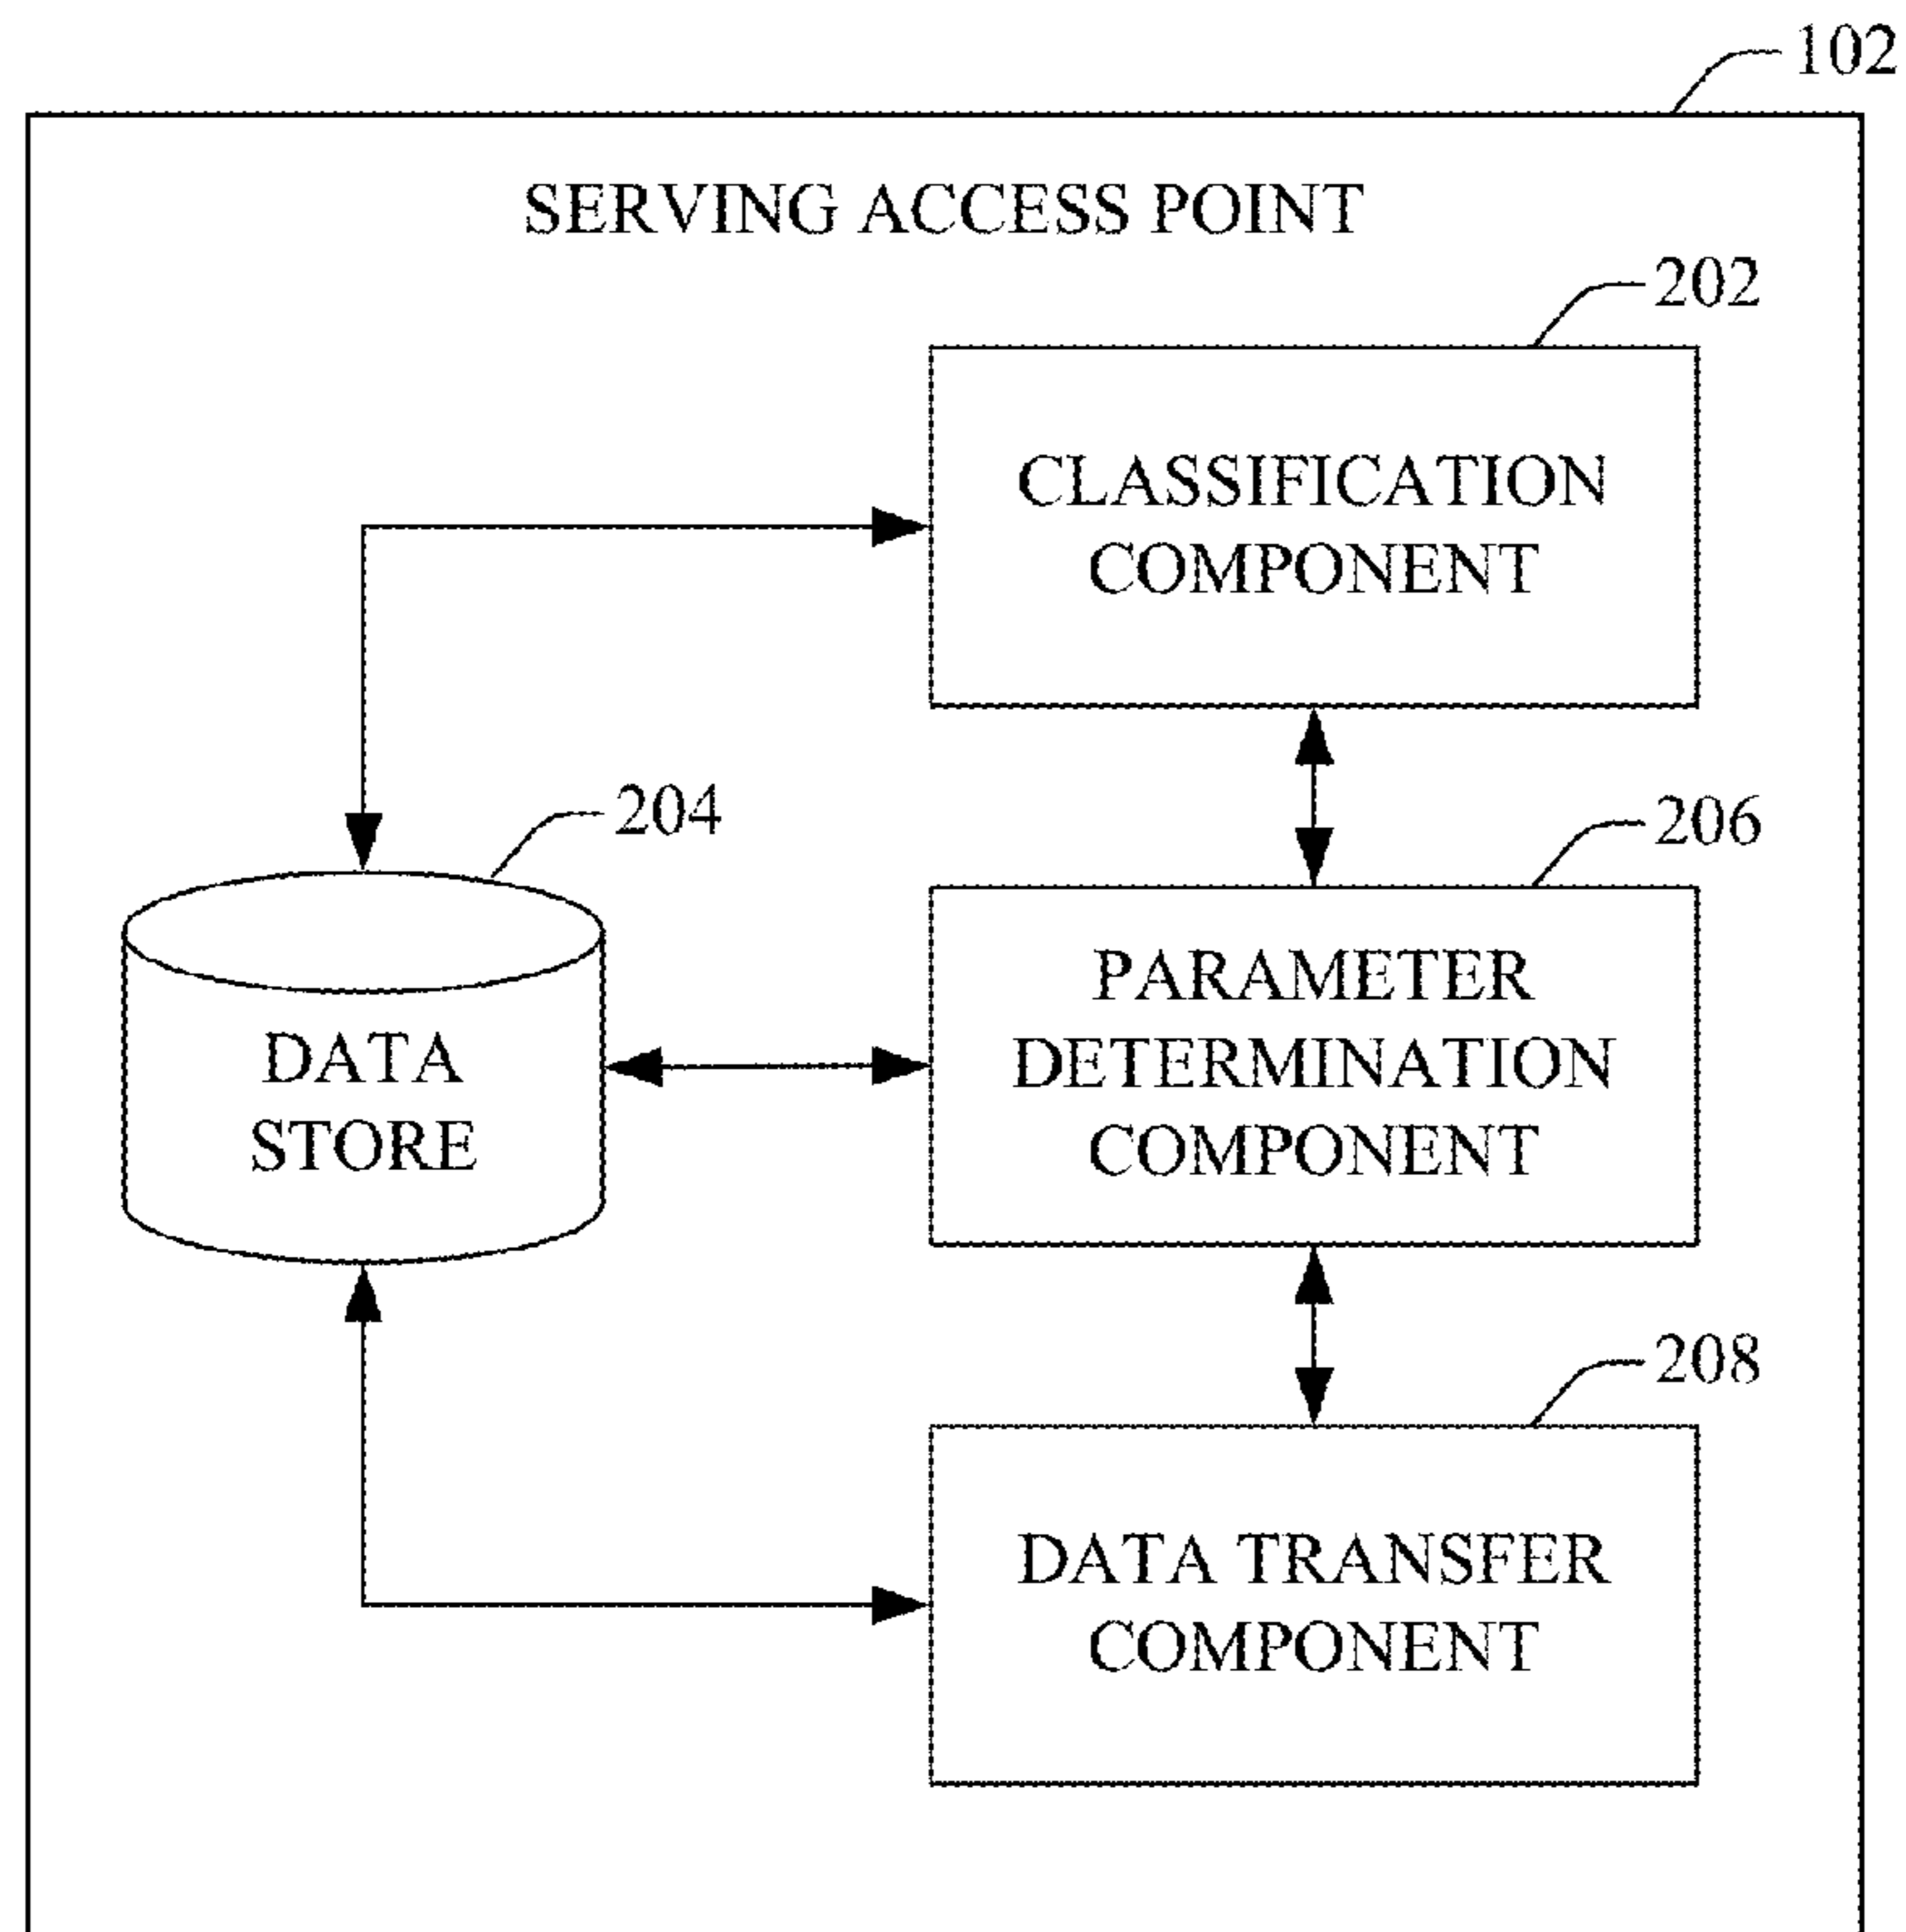 102
SERVING ACCESS POINT
202
CLASSIFICATION
COMPONENT
204
206
DATA
STORE
PARAMETER
DETERMINATION
COMPONENT
208
DATA TRANSFER
COMPONENT